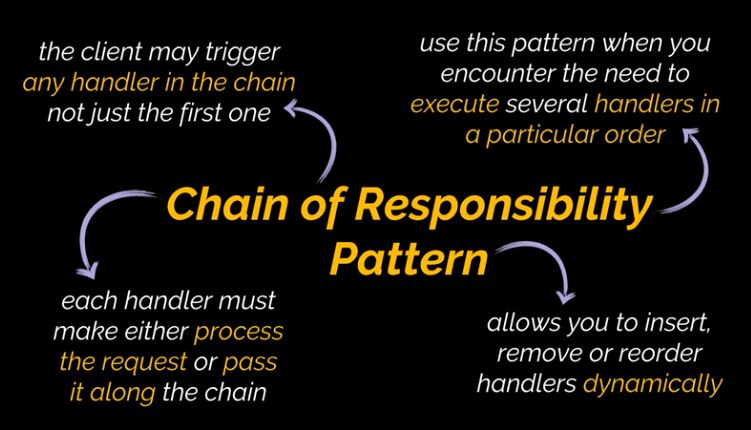 the client may trigger
any handler in the chain
not just the first one
use this pattern when you
encounter the need to
execute several handlers in
a particular order
Chain of Responsibility
Pattern
each handler must
make either process
the request or pass
it along the chain
allows you to insert,
remove or reorder
handlers dynamically